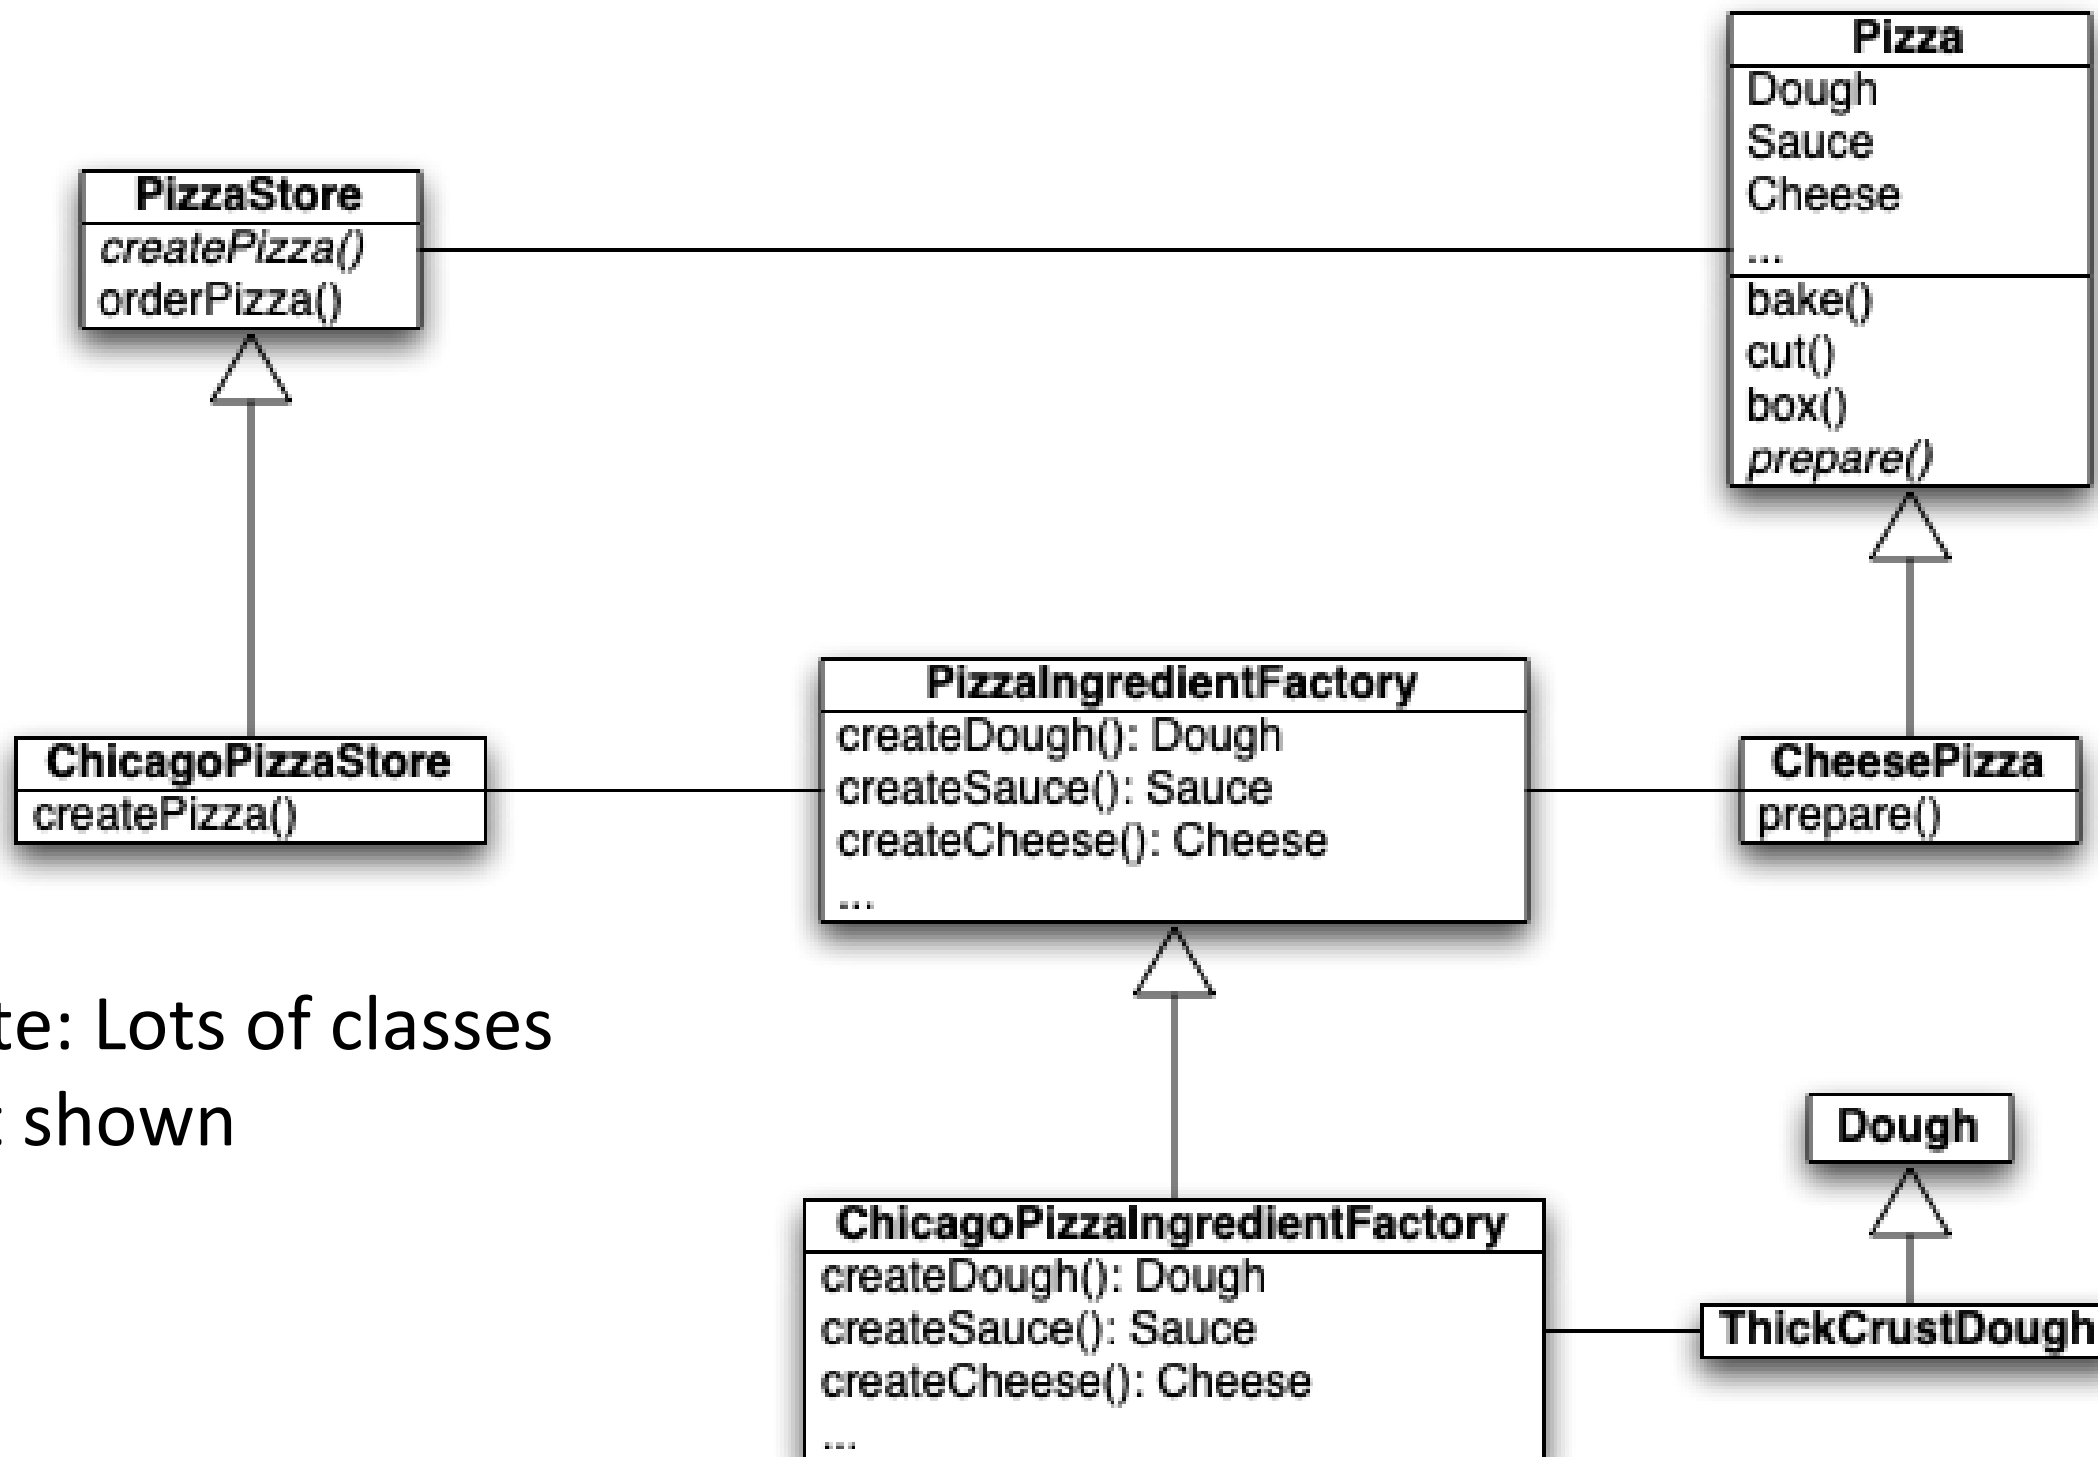 Pizza
Dough
Sauce
Cheese
...
bake()
cut()
box()
prepare()
PizzaStore
createPizza()
orderPizza()
PizzaIngredientFactory
createDough(): Dough
createSauce(): Sauce
createCheese(): Cheese
...
ChicagoPizzaStore
createPizza()
CheesePizza
prepare()
te: Lots of classes
t shown
Dough
ChicagoPizzaIngredientFactory
createDough(): Dough
createSauce(): Sauce
createCheese(): Cheese
...
ThickCrustDough